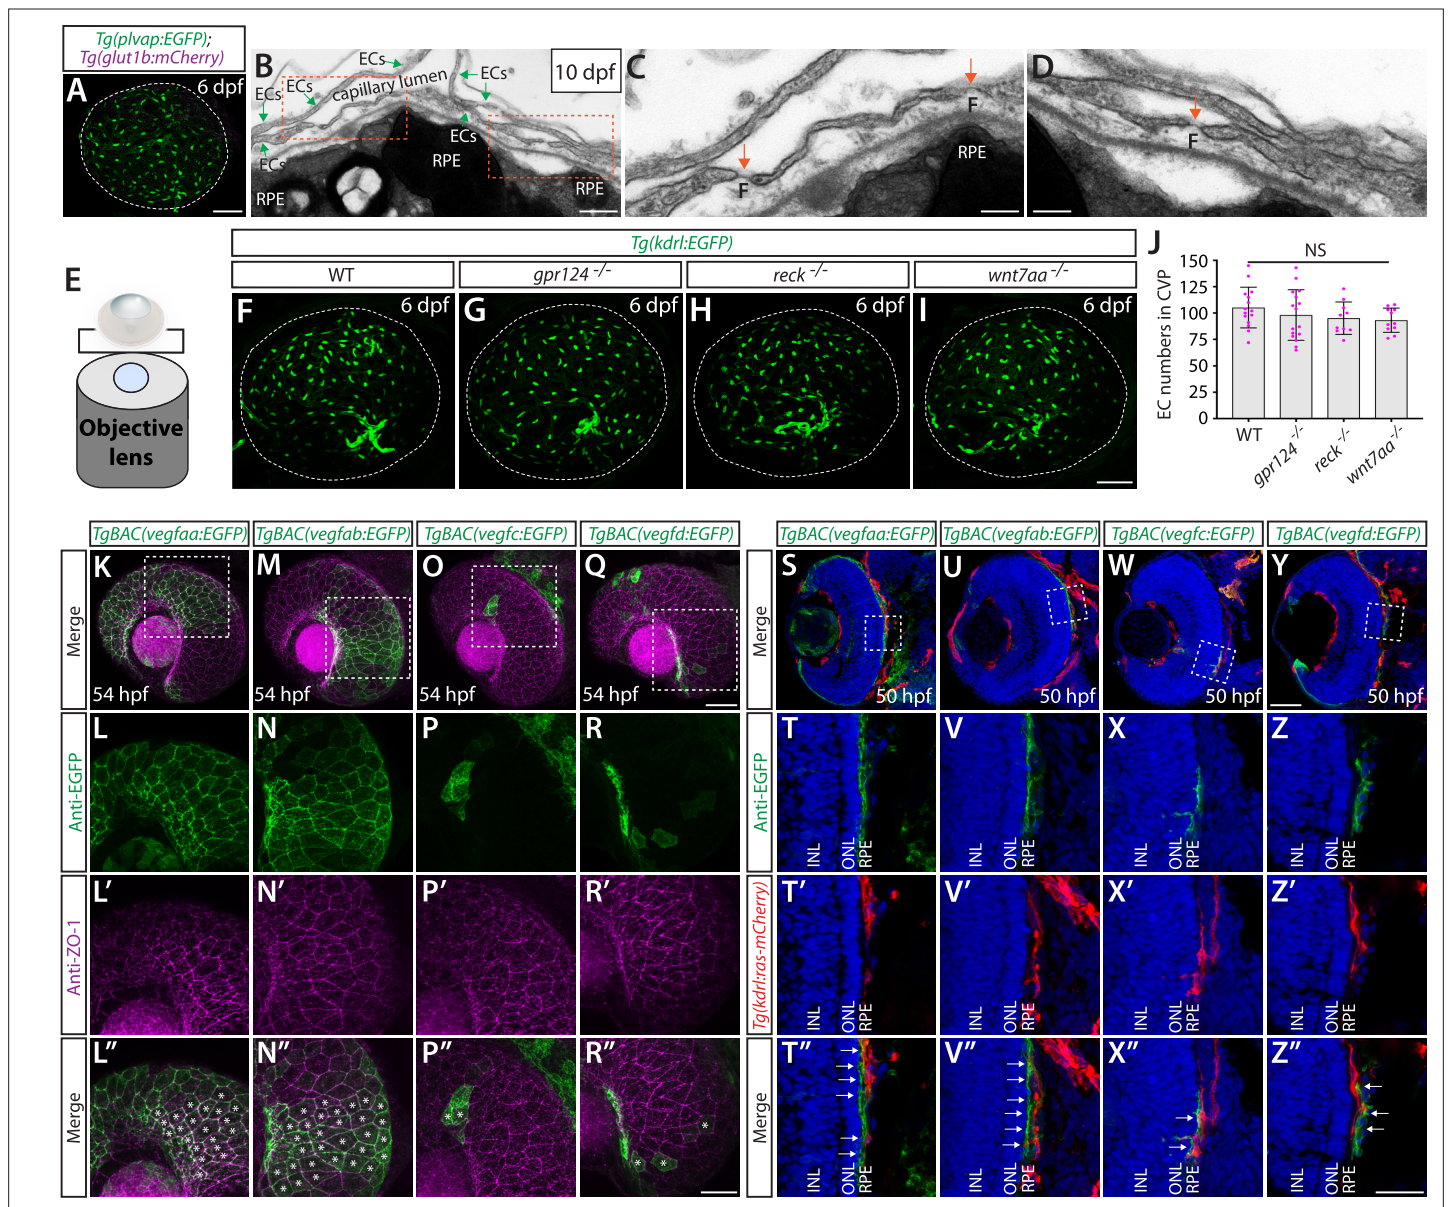 Tg(plvap:EGFP);
Tg(glut1b:mCherry)
A
6 dpf
B
ECs
ECs
ECs
ECs
capillary lumen
10 dpf
ECs
ECs
RPE
RPE
RPE
C
F
F
RPE
D
F
E
Objective
lens
Tg(kdrl:EGFP)
WT
gpr124 -/-
reck -/-
wnt7aa -/-
F
6 dpf
G
6 dpf
H
6 dpf
I
6 dpf
J
NS
EC numbers in CVP
150
125
100
75
50
25
0
WT
gpr124 -/-
reck -/-
wnt7aa -/-
TgBAC(vegfaa:EGFP)
TgBAC(vegfab:EGFP)
TgBAC(vegfc:EGFP)
TgBAC(vegfd:EGFP)
TgBAC(vegfaa:EGFP)
TgBAC(vegfab:EGFP)
TgBAC(vegfc:EGFP)
TgBAC(vegfd:EGFP)
Merge
K
54 hpf
M
54 hpf
O
54 hpf
Q
54 hpf
Merge
S
50 hpf
U
50 hpf
W
50 hpf
Y
50 hpf
Anti-EGFP
L
N
P
R
Anti-EGFP
T
INL
ONL
RPE
V
INL
ONL
RPE
X
INL
ONL
RPE
Z
INL
ONL
RPE
Anti-ZO-1
L′
N′
P′
R′
Tg(kdrl:ras-mCherry)
T′
INL
ONL
RPE
V′
INL
ONL
RPE
X′
INL
ONL
RPE
Z′
INL
ONL
RPE
Merge
L″
N″
P″
R″
Merge
T″
INL
ONL
RPE
V″
INL
ONL
RPE
X″
INL
ONL
RPE
Z″
INL
ONL
RPE